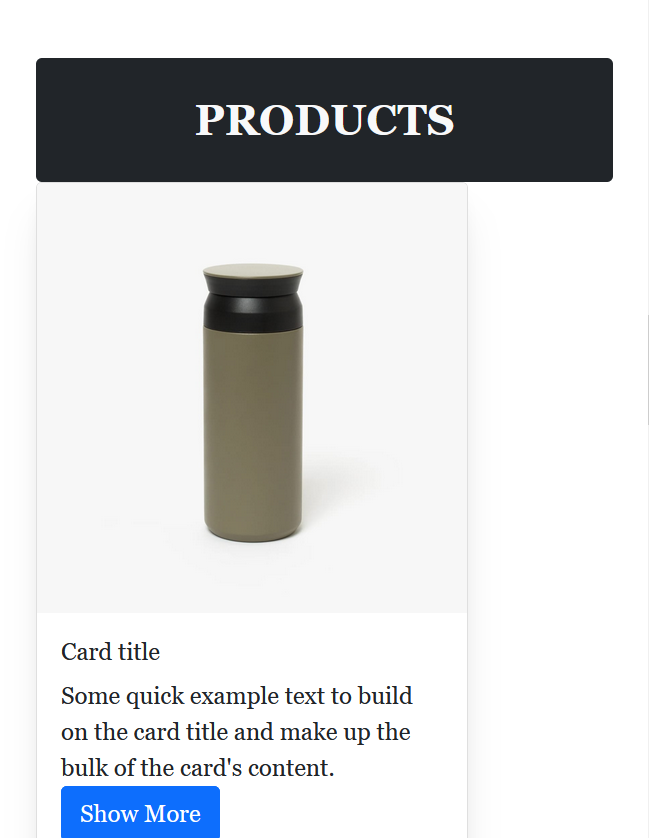 PRODUCTS
Card title
Some quick example text to build
on the card title and make up the
bulk of the card's content.
Show More